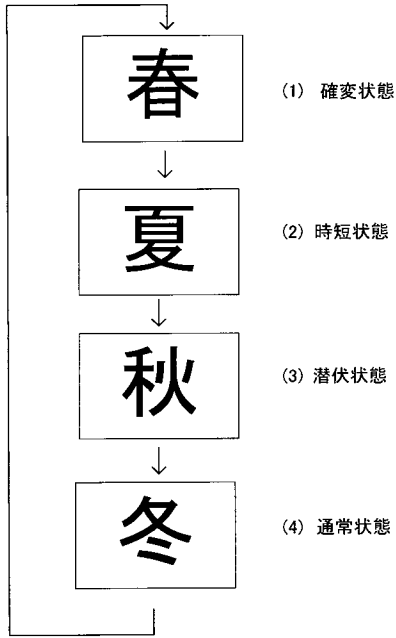 春
(1) 確変状態
夏
(2) 時短状態
秋
(3) 潜伏状態
冬
(4) 通常状態